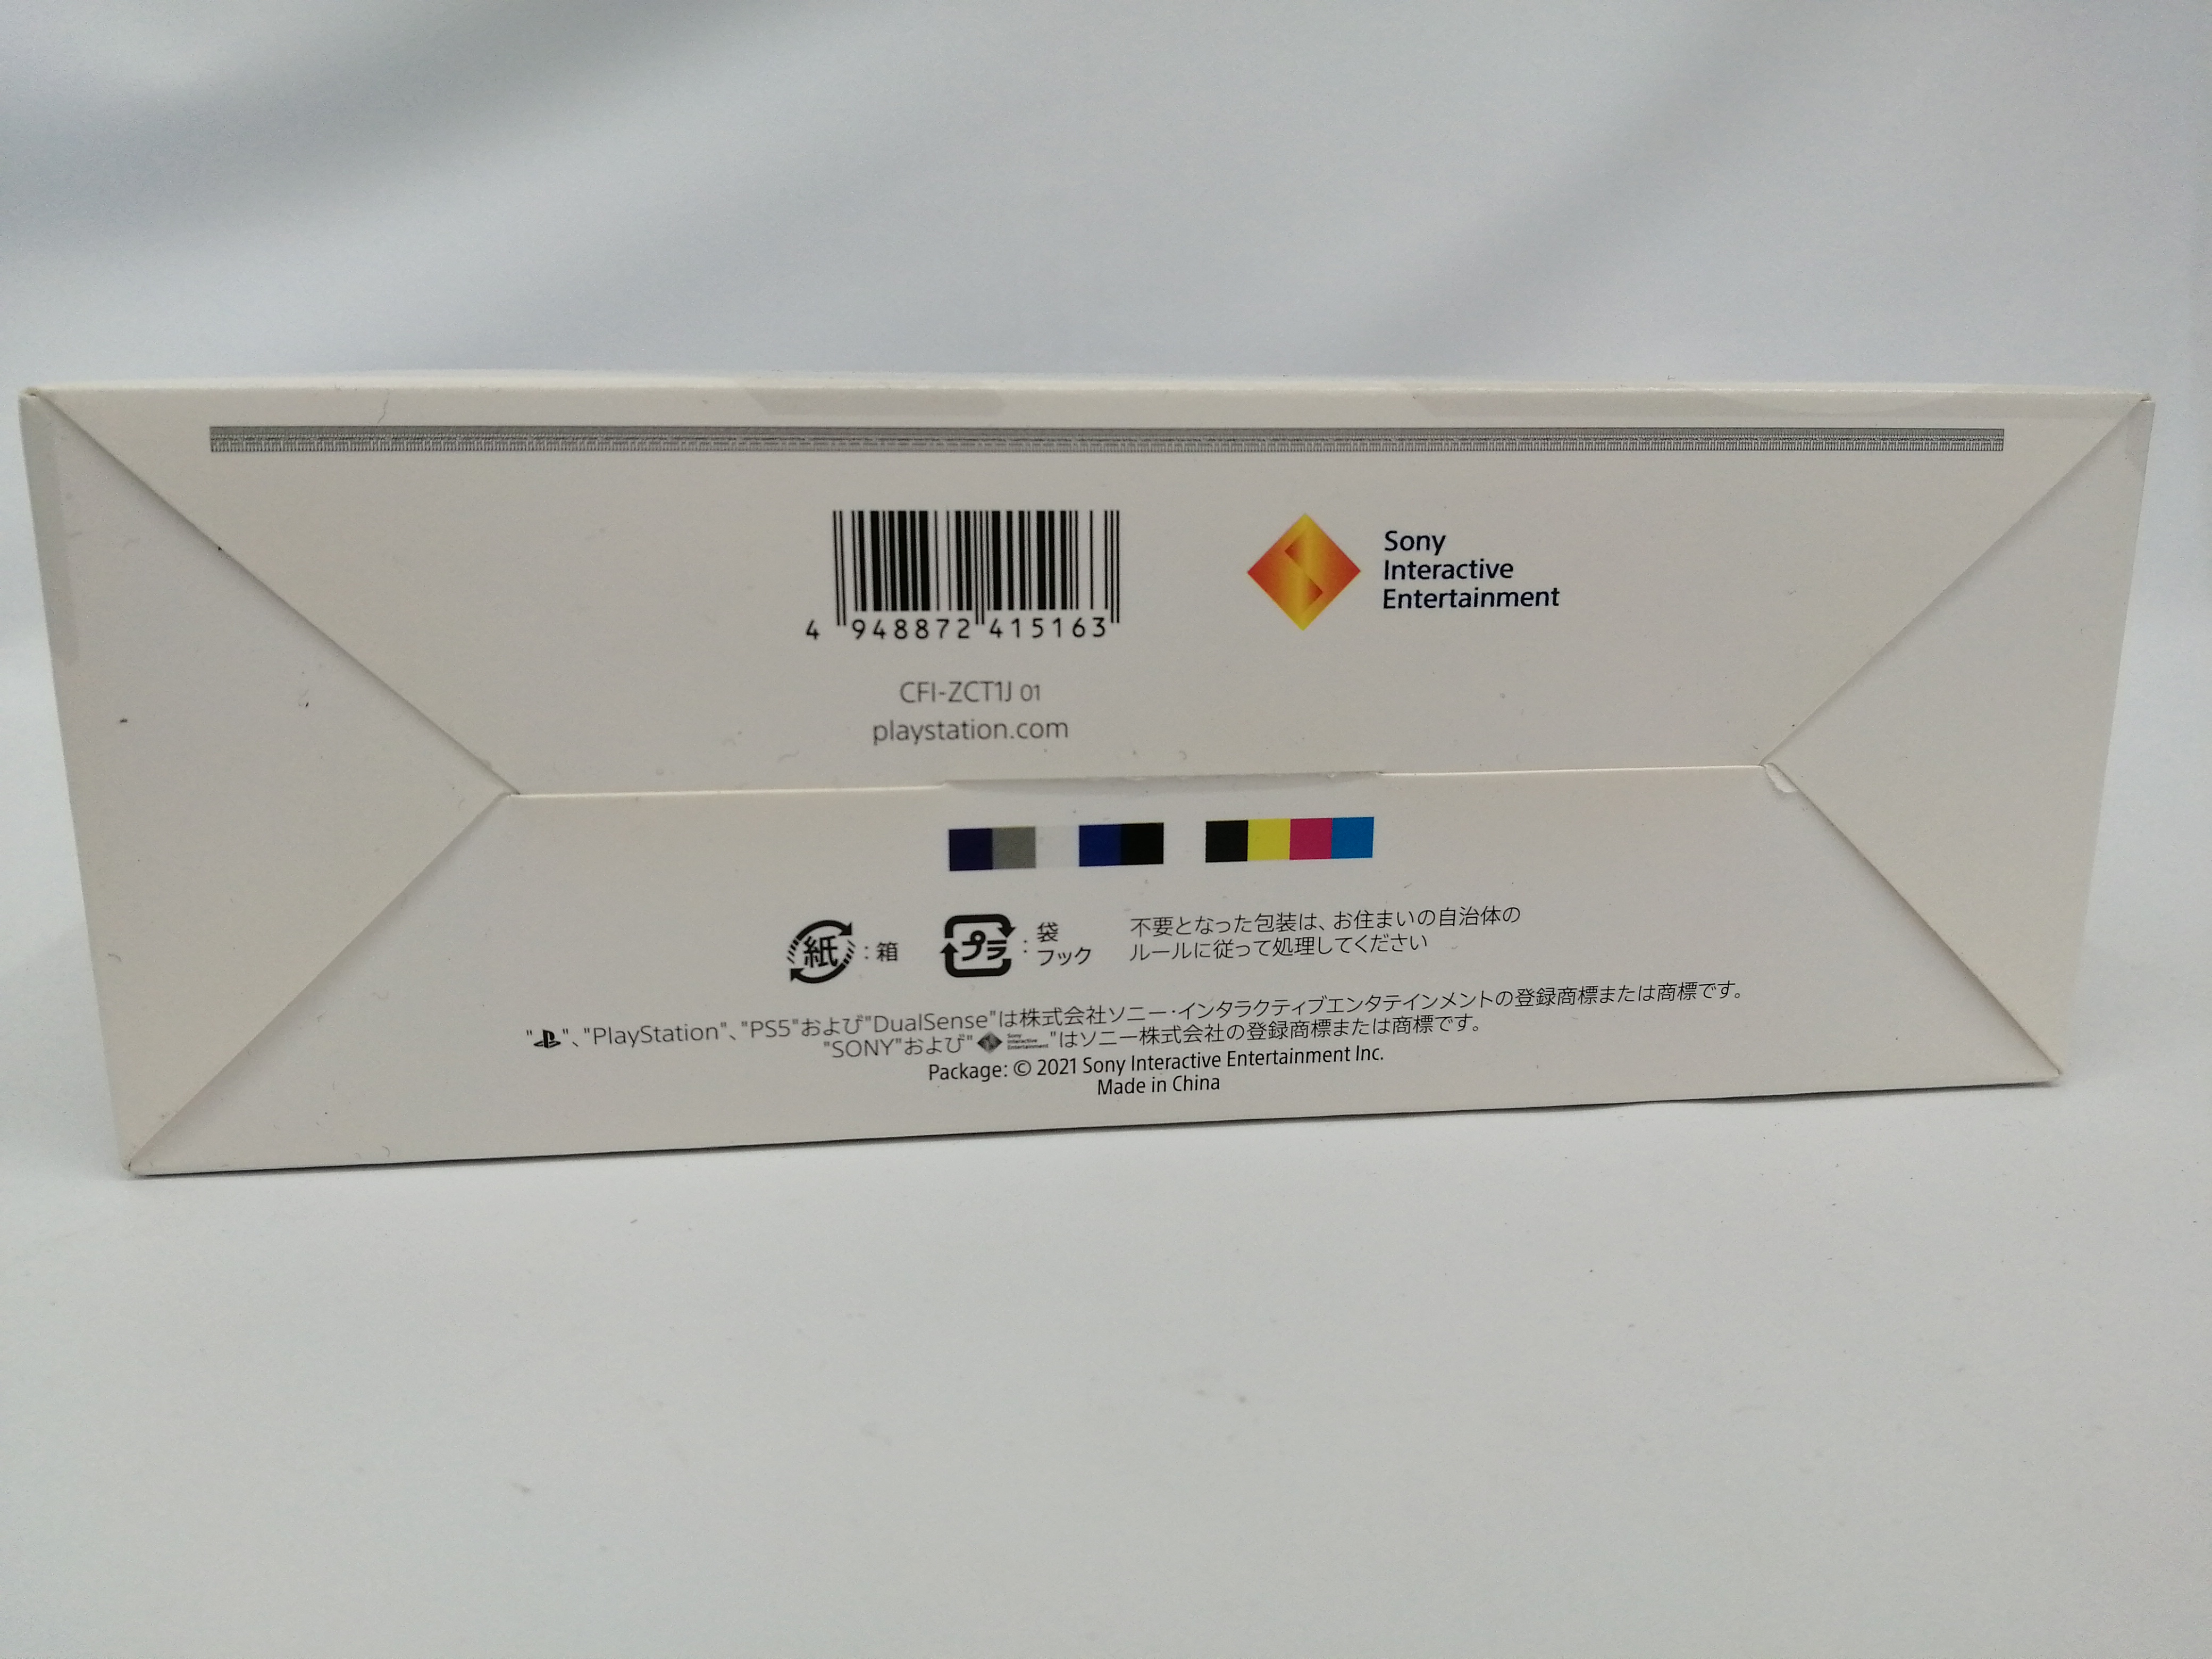 4 948872 415163
Sony
Interactive
Entertainment
CFI-ZCT1J 01
playstation.com
紙 : 箱
プラ : 袋
フック
不要となった包装は、お住まいの自治体の
ルールに従って処理してください
" "、"PlayStation"、"PS5"および"DualSense"は株式会社ソニー・インタラクティブエンタテインメントの登録商標または商標です。
"SONY"および" Sony Interactive Entertainment"はソニー株式会社の登録商標または商標です。
Package: © 2021 Sony Interactive Entertainment Inc.
Made in China